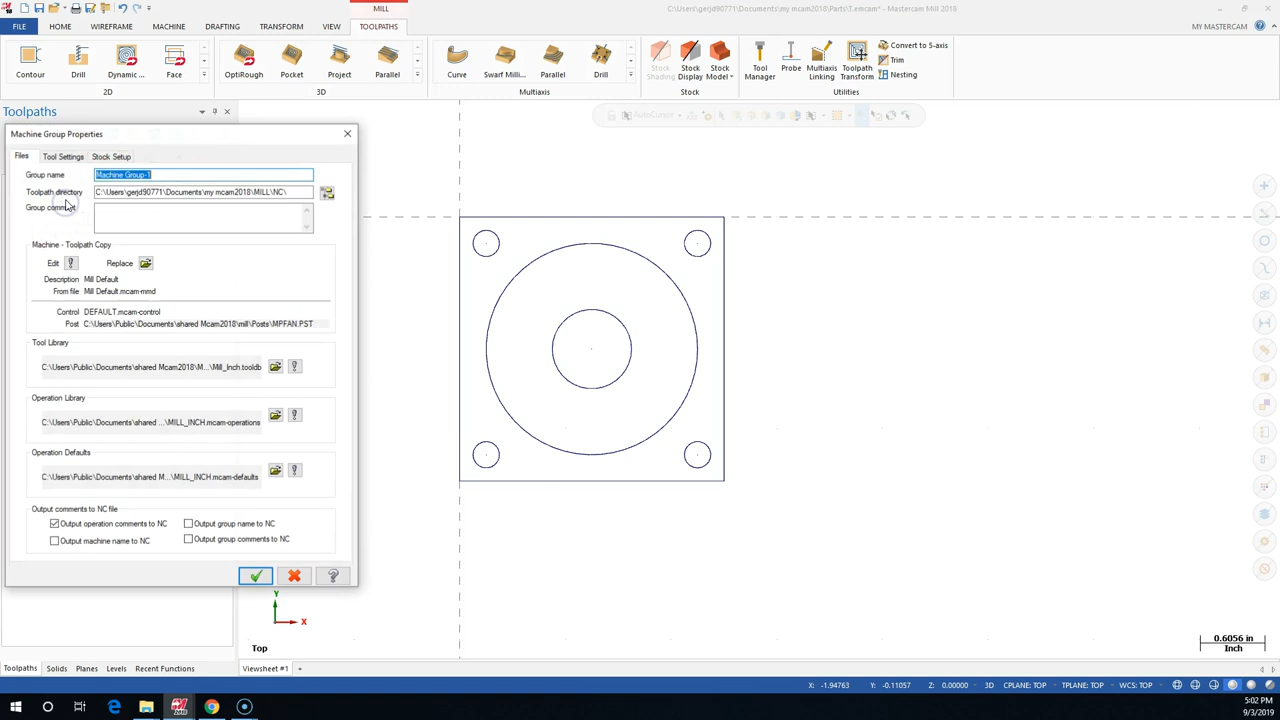 C:\Users\gerjd90771\Documents\my mcam2018\Parts\T.emcam* - Mastercam Mill 2018
MILL
FILE HOME WIREFRAME MACHINE DRAFTING TRANSFORM VIEW TOOLPATHS MY MASTERCAM
Contour Drill Dynamic ... Face OptiRough Pocket Project Parallel Curve Swarf Milli... Parallel Drill
Stock Shading Stock Display Stock Model Tool Manager Probe Multiaxis Linking Toolpath Transform
Convert to 5-axis
Trim
Nesting
2D 3D Multiaxis Stock Utilities
Toolpaths
AutoCursor
Machine Group Properties
Files Tool Settings Stock Setup
Group name Machine Group-1
Toolpath directory C:\Users\gerjd90771\Documents\my mcam2018\MILL\NC\
Group comment
Machine - Toolpath Copy
Edit Replace
Description Mill Default
From file Mill Default.mcam-mmd
Control DEFAULT.mcam-control
Post C:\Users\Public\Documents\shared Mcam2018\mill\Posts\MPFAN.PST
Tool Library
C:\Users\Public\Documents\shared Mcam2018\M...\Mill_Inch.tooldb
Operation Library
C:\Users\Public\Documents\shared ...\MILL_INCH.mcam-operations
Operation Defaults
C:\Users\Public\Documents\shared M...\MILL_INCH.mcam-defaults
Output comments to NC file
Output operation comments to NC Output group name to NC
Output machine name to NC Output group comments to NC
Y
X
Top
0.6056 in
Inch
Toolpaths Solids Planes Levels Recent Functions Viewsheet #1 +
X: -1.94763 Y: -0.11057 Z: 0.00000 3D CPLANE: TOP TPLANE: TOP WCS: TOP
5:02 PM
9/3/2019